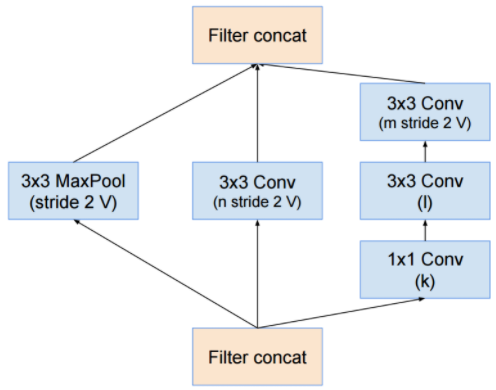 Filter concat
3x3 Conv
(m stride 2 V)
3x3 MaxPool
(stride 2 V)
3x3 Conv
(n stride 2 V)
3x3 Conv
(l)
1x1 Conv
(k)
Filter concat